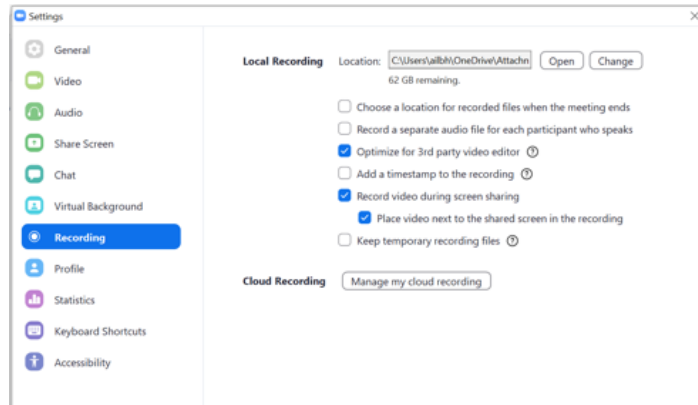 Settings
General
Video
Audio
Share Screen
Chat
Virtual Background
Recording
Profile
Statistics
Keyboard Shortcuts
Accessibility
Local Recording Location: C:\Users\ailbh\OneDrive\Attachn Open Change
62 GB remaining.
Choose a location for recorded files when the meeting ends
Record a separate audio file for each participant who speaks
Optimize for 3rd party video editor ?
Add a timestamp to the recording ?
Record video during screen sharing
Place video next to the shared screen in the recording
Keep temporary recording files ?
Cloud Recording Manage my cloud recording